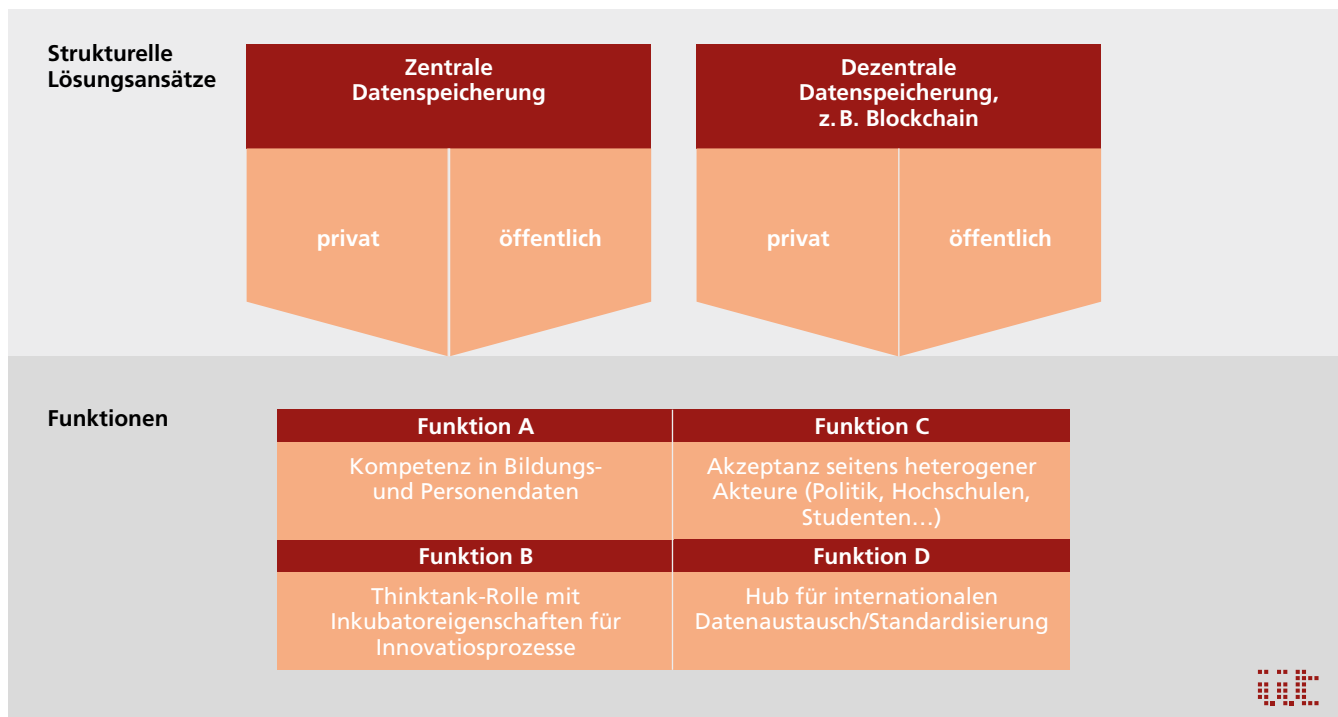 Strukturelle
Lösungsansätze
Zentrale
Datenspeicherung
Dezentrale
Datenspeicherung,
z. B. Blockchain
privat
öffentlich
privat
öffentlich
Funktionen
Funktion A
Kompetenz in Bildungs-
und Personendaten
Funktion C
Akzeptanz seitens heterogener
Akteure (Politik, Hochschulen,
Studenten…)
Funktion B
Thinktank-Rolle mit
Inkubatoreigenschaften für
Innovatiosprozesse
Funktion D
Hub für internationalen
Datenaustausch/Standardisierung